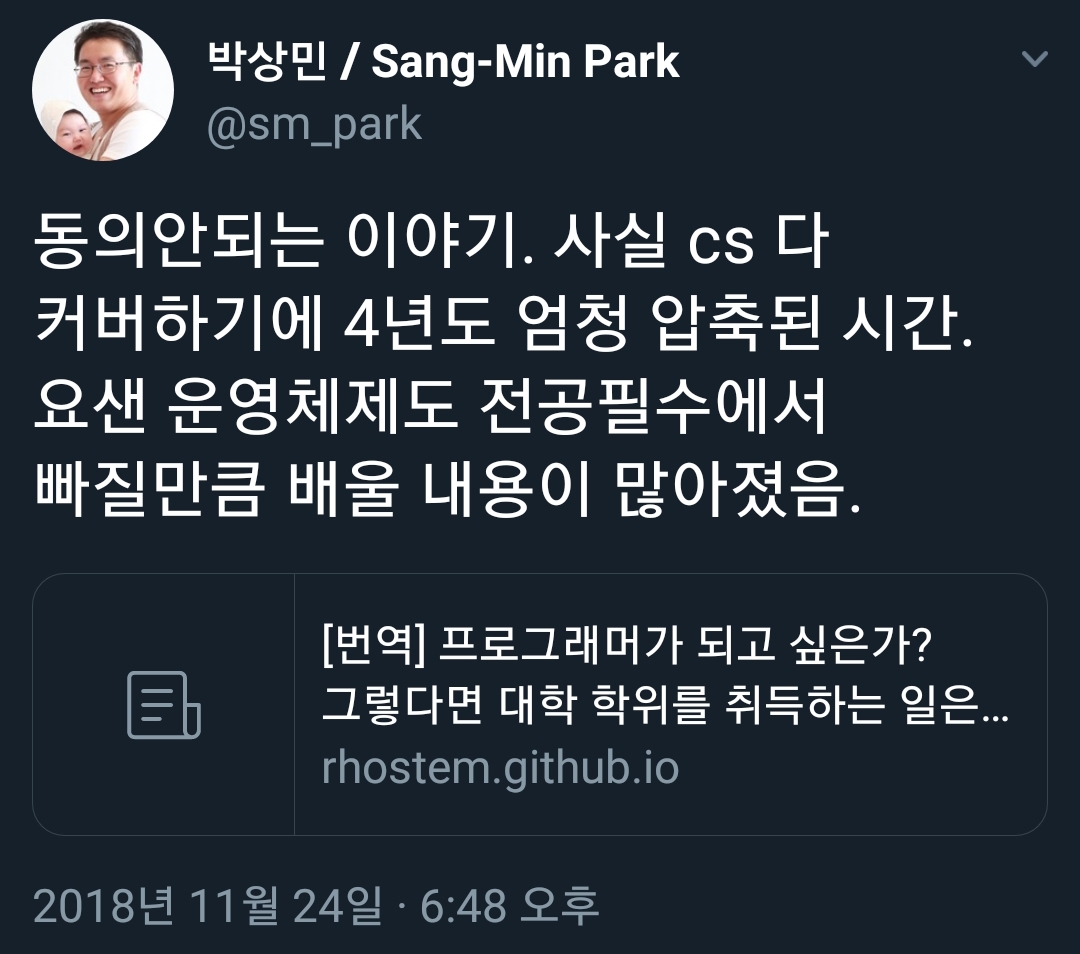 박상민 / Sang-Min Park
@sm_park
동의안되는 이야기. 사실 cs 다
커버하기에 4년도 엄청 압축된 시간.
요샌 운영체제도 전공필수에서
빠질만큼 배울 내용이 많아졌음.
[번역] 프로그래머가 되고 싶은가?
그렇다면 대학 학위를 취득하는 일은...
rhostem.github.io
2018년 11월 24일 · 6:48 오후